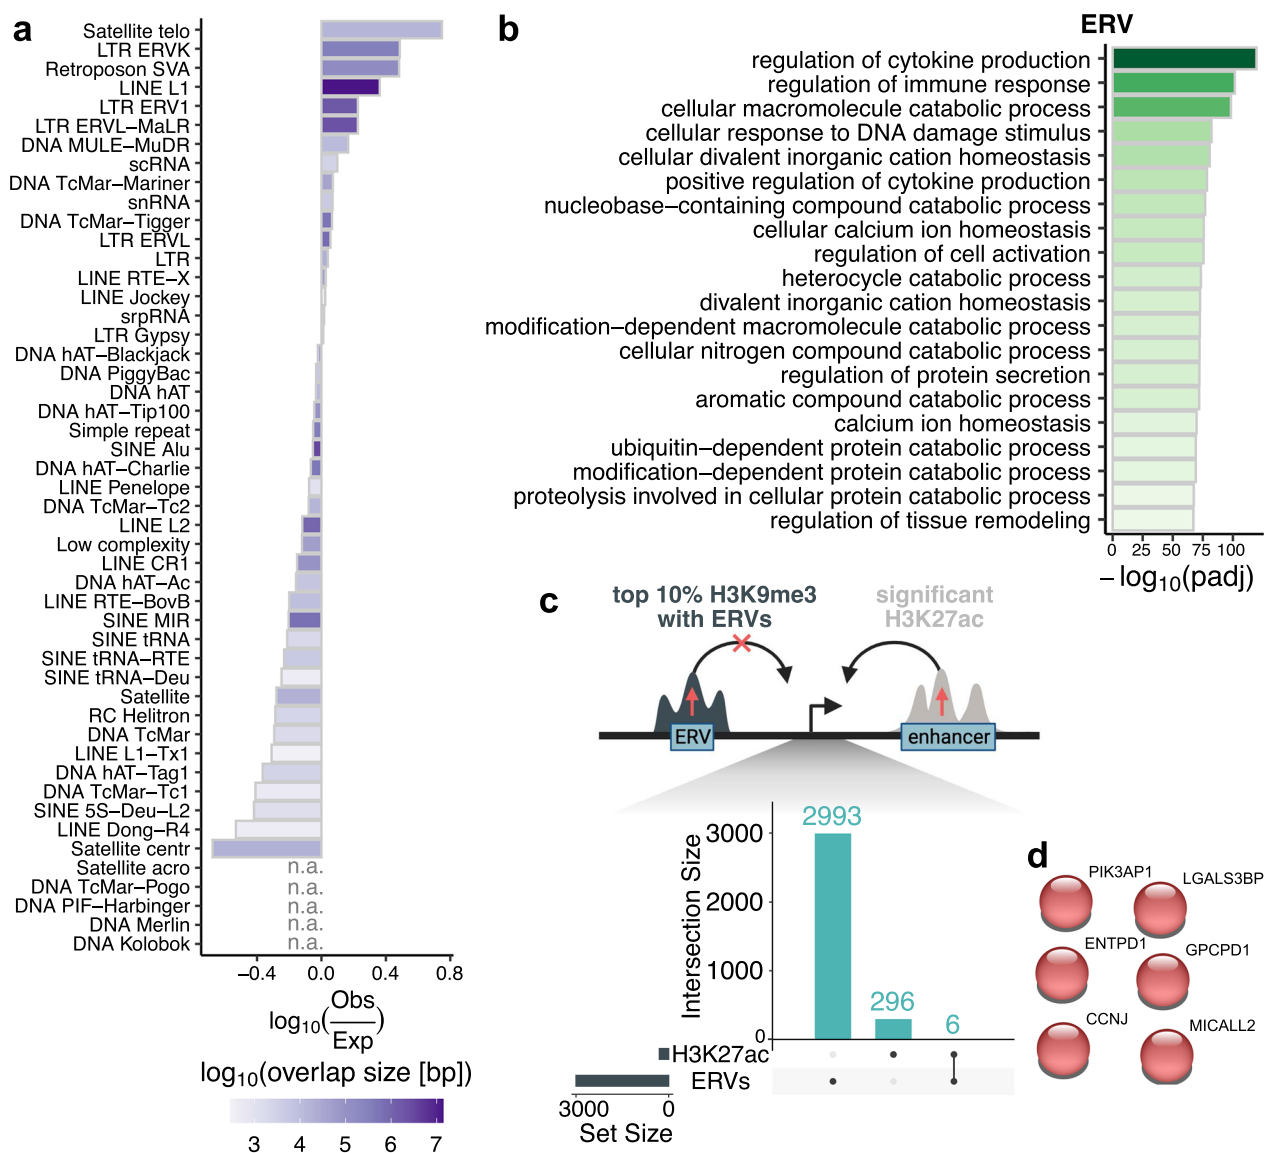 a
Satellite telo
LTR ERVK
Retroposon SVA
LINE L1
LTR ERV1
LTR ERVL−MaLR
DNA MULE−MuDR
scRNA
DNA TcMar−Mariner
snRNA
DNA TcMar−Tigger
LTR ERVL
LTR
LINE RTE−X
LINE Jockey
srpRNA
LTR Gypsy
DNA hAT−Blackjack
DNA PiggyBac
DNA hAT
DNA hAT−Tip100
Simple repeat
SINE Alu
DNA hAT−Charlie
LINE Penelope
DNA TcMar−Tc2
LINE L2
Low complexity
LINE CR1
DNA hAT−Ac
LINE RTE−BovB
SINE MIR
SINE tRNA
SINE tRNA−RTE
SINE tRNA−Deu
Satellite
RC Helitron
DNA TcMar
LINE L1−Tx1
DNA hAT−Tag1
DNA TcMar−Tc1
SINE 5S−Deu−L2
LINE Dong−R4
Satellite centr
Satellite acro n.a.
DNA TcMar−Pogo n.a.
DNA PIF−Harbinger n.a.
DNA Merlin n.a.
DNA Kolobok n.a.
−0.4 0.0 0.4 0.8
log10(Obs/Exp)
log10(overlap size [bp])
3 4 5 6 7
b
ERV
regulation of cytokine production
regulation of immune response
cellular macromolecule catabolic process
cellular response to DNA damage stimulus
cellular divalent inorganic cation homeostasis
positive regulation of cytokine production
nucleobase−containing compound catabolic process
cellular calcium ion homeostasis
regulation of cell activation
heterocycle catabolic process
divalent inorganic cation homeostasis
modification−dependent macromolecule catabolic process
cellular nitrogen compound catabolic process
regulation of protein secretion
aromatic compound catabolic process
calcium ion homeostasis
ubiquitin−dependent protein catabolic process
modification−dependent protein catabolic process
proteolysis involved in cellular protein catabolic process
regulation of tissue remodeling
0 25 50 75 100
−log10(padj)
c
top 10% H3K9me3
with ERVs
significant
H3K27ac
ERV
enhancer
Intersection Size
3000
2000
1000
0
2993
296
6
H3K27ac
ERVs
3000 0
Set Size
d
PIK3AP1
LGALS3BP
ENTPD1
GPCPD1
CCNJ
MICALL2